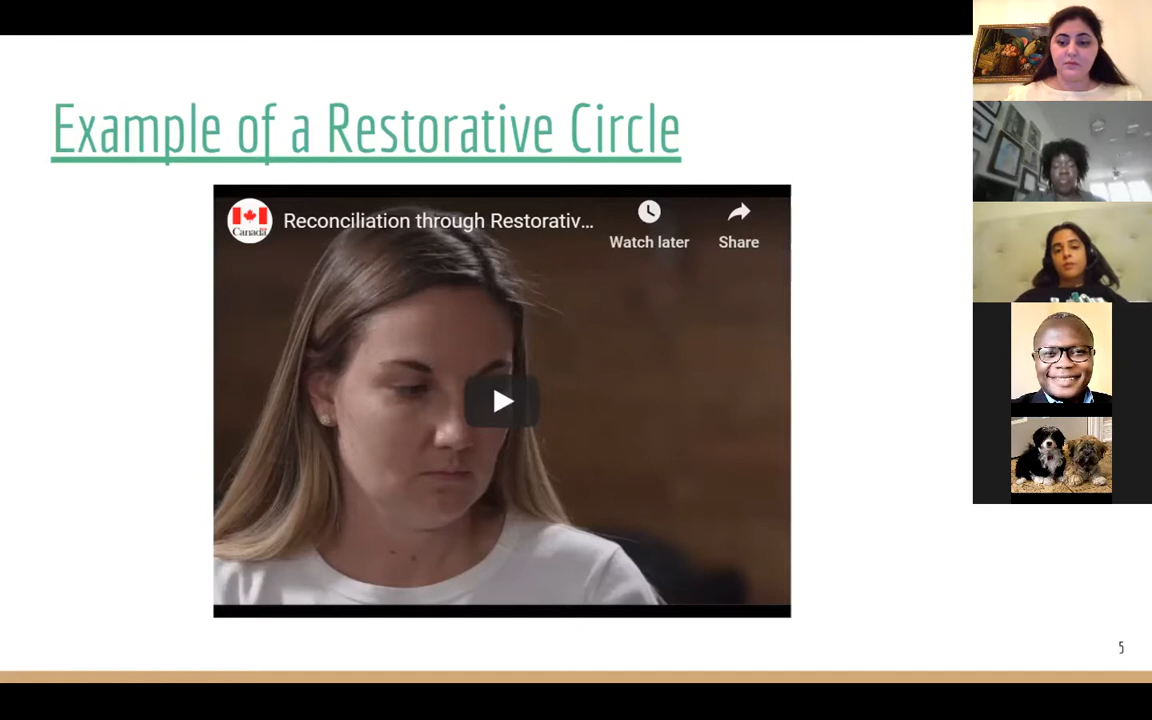 Example of a Restorative Circle
Canada
Reconciliation through Restorativ...
Watch later
Share
5